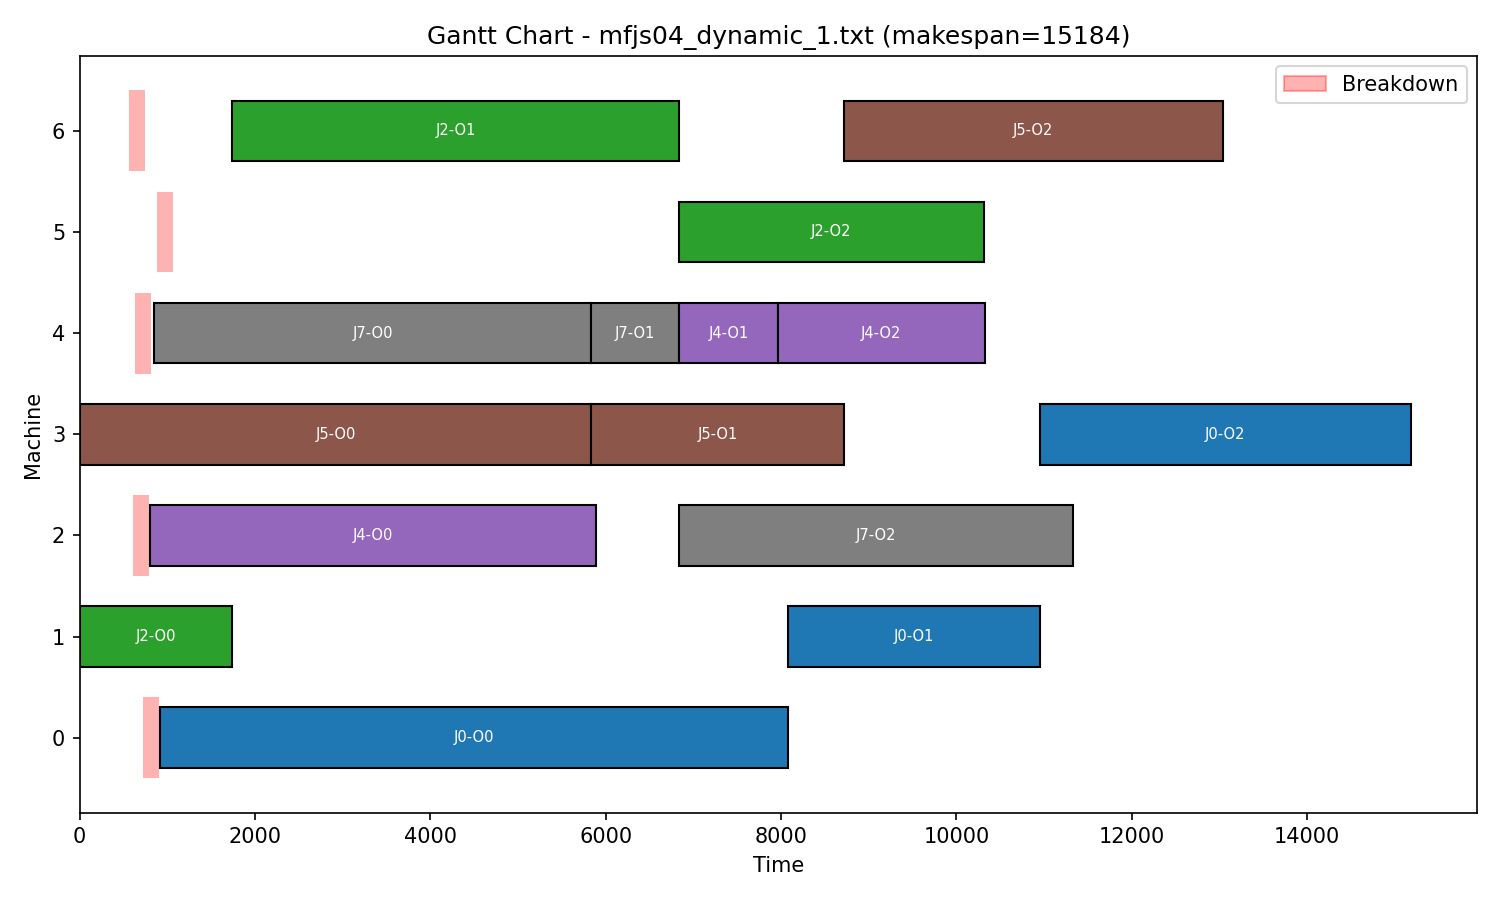 Gantt Chart - mfjs04_dynamic_1.txt (makespan=15184)
Breakdown
Machine
6
J2-O1
J5-O2
5
J2-O2
4
J7-O0
J7-O1
J4-O1
J4-O2
3
J5-O0
J5-O1
J0-O2
2
J4-O0
J7-O2
1
J2-O0
J0-O1
0
J0-O0
0
2000
4000
6000
8000
10000
12000
14000
Time